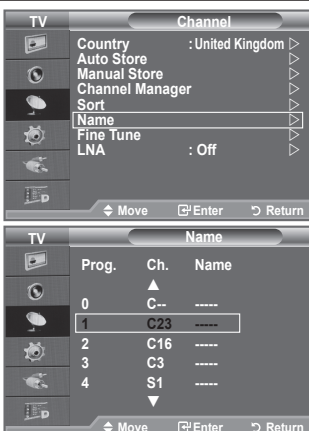 TV Channel
Country : United Kingdom ▷
Auto Store ▷
Manual Store ▷
Channel Manager ▷
Sort ▷
Name ▷
Fine Tune ▷
LNA : Off ▷
Move Enter Return
TV Name
Prog. Ch. Name
▲
0 C-- -----
1 C23 -----
2 C16 -----
3 C3 -----
4 S1 -----
▼
Move Enter Return